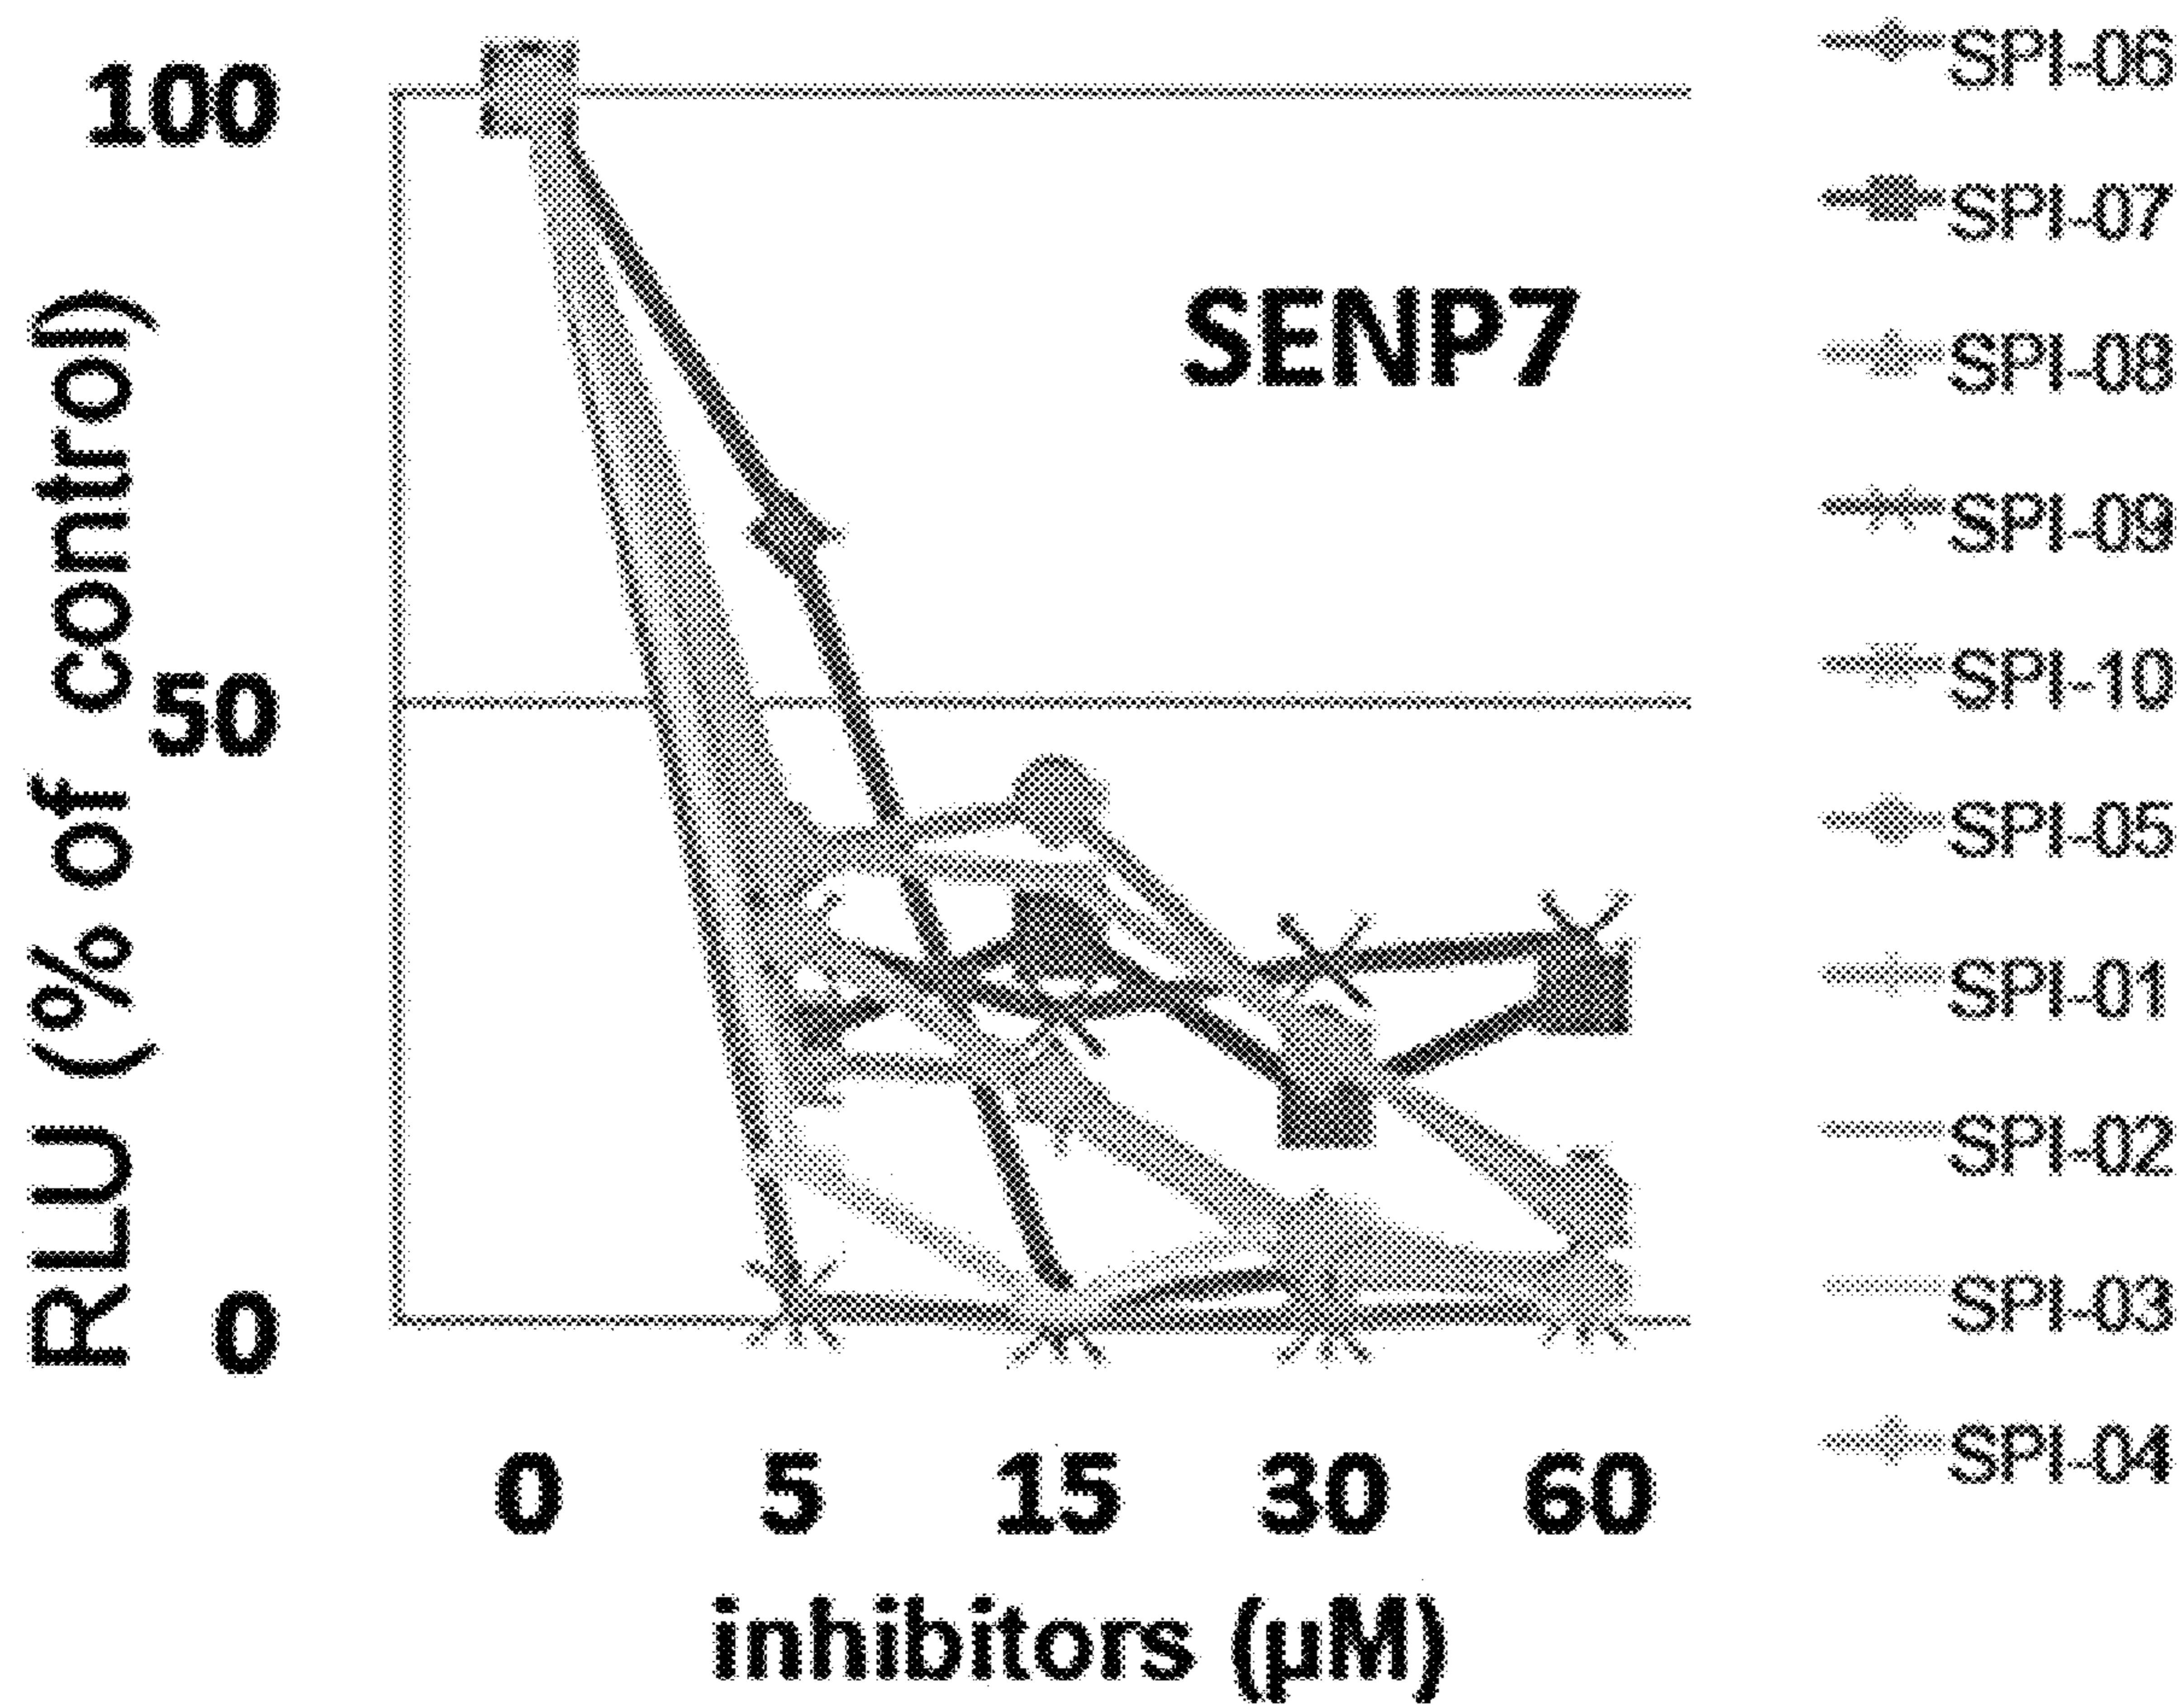 RLU (% of control)
100
50
0
SENP7
0 5 15 30 60
inhibitors (µM)
SPI-06
SPI-07
SPI-08
SPI-09
SPI-10
SPI-05
SPI-01
SPI-02
SPI-03
SPI-04